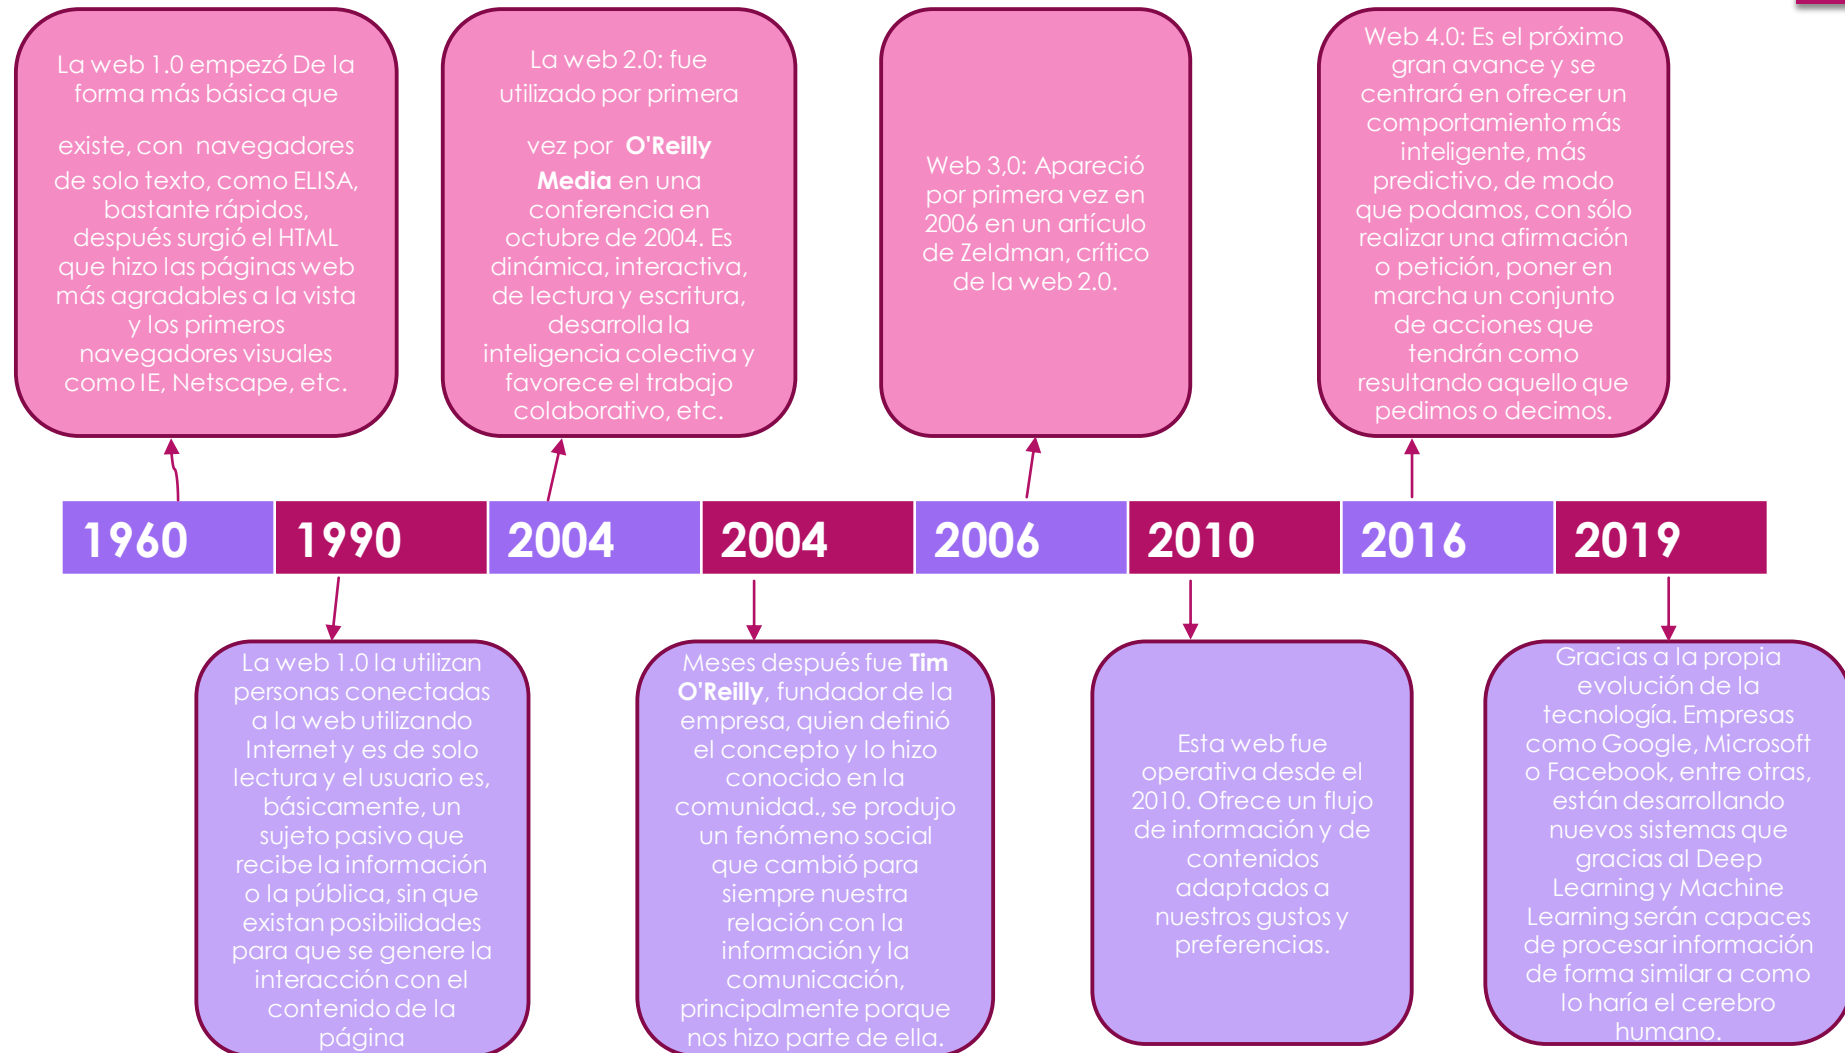 La web 1.0 empezó De la
forma más básica que
existe, con navegadores
de solo texto, como ELISA,
bastante rápidos,
después surgió el HTML
que hizo las páginas web
más agradables a la vista
y los primeros
navegadores visuales
como IE, Netscape, etc.
La web 2.0: fue
utilizado por primera
vez por O'Reilly
Media en una
conferencia en
octubre de 2004. Es
dinámica, interactiva,
de lectura y escritura,
desarrolla la
inteligencia colectiva y
favorece el trabajo
colaborativo, etc.
Web 3,0: Apareció
por primera vez en
2006 en un artículo
de Zeldman, crítico
de la web 2.0.
Web 4.0: Es el próximo
gran avance y se
centrará en ofrecer un
comportamiento más
inteligente, más
predictivo, de modo
que podamos, con sólo
realizar una afirmación
o petición, poner en
marcha un conjunto
de acciones que
tendrán como
resultando aquello que
pedimos o decimos.
1960 1990 2004 2004 2006 2010 2016 2019
La web 1.0 la utilizan
personas conectadas
a la web utilizando
Internet y es de solo
lectura y el usuario es,
básicamente, un
sujeto pasivo que
recibe la información
o la pública, sin que
existan posibilidades
para que se genere la
interacción con el
contenido de la
página
Meses después fue Tim
O'Reilly, fundador de la
empresa, quien definió
el concepto y lo hizo
conocido en la
comunidad., se produjo
un fenómeno social
que cambió para
siempre nuestra
relación con la
información y la
comunicación,
principalmente porque
nos hizo parte de ella.
Esta web fue
operativa desde el
2010. Ofrece un flujo
de información y de
contenidos
adaptados a
nuestros gustos y
preferencias.
Gracias a la propia
evolución de la
tecnología. Empresas
como Google, Microsoft
o Facebook, entre otras,
están desarrollando
nuevos sistemas que
gracias al Deep
Learning y Machine
Learning serán capaces
de procesar información
de forma similar a como
lo haría el cerebro
humano.